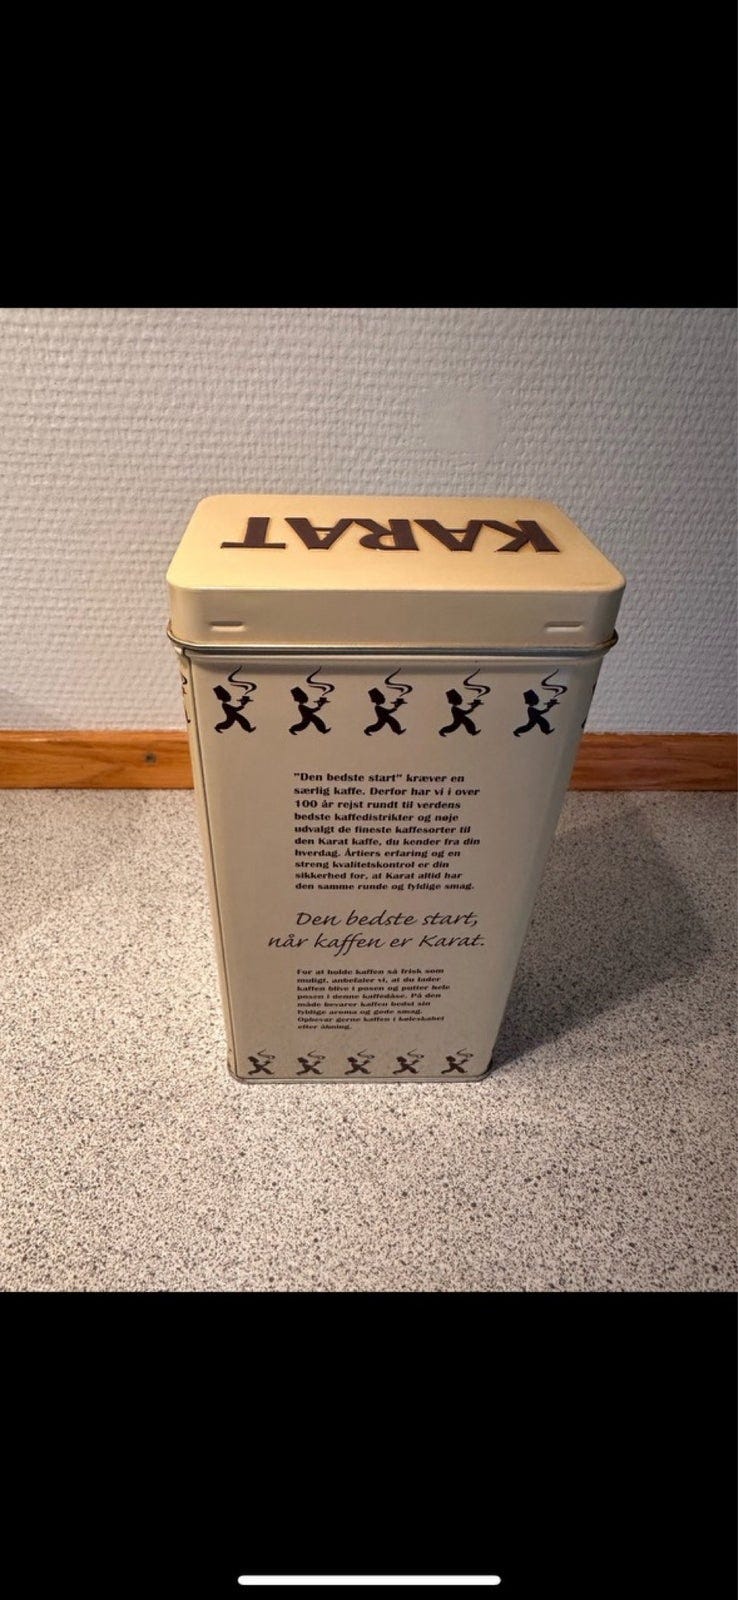 KARAT
"Den bedste start" kræver en
særlig kaffe. Derfor har vi i over
100 år rejst rundt til verdens
bedste kaffedistrikter og nøje
udvalgt de fineste kaffesorter til
den Karat kaffe, du kender fra din
hverdag. Årtiers erfaring og en
streng kvalitetskontrol er din
sikkerhed for, at Karat altid har
den samme runde og fyldige smag.
Den bedste start,
når kaffen er Karat.
For at holde kaffen så frisk som
muligt, anbefaler vi, at du lader
kaffen blive i posen og putter hele
posen i denne kaffedåse. På den
måde bevarer kaffen bedst sin
fyldige aroma og gode smag.
Opbevar gerne kaffen i køleskabet
efter åbning.